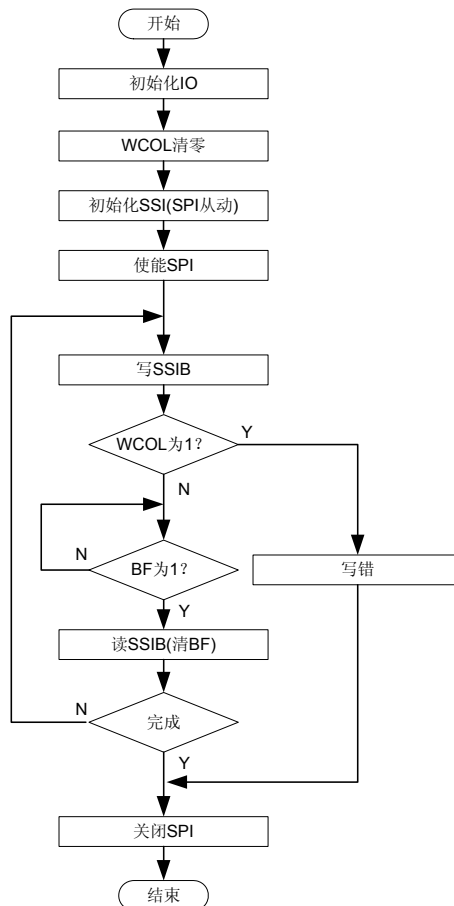 开始
初始化IO
WCOL清零
初始化SSI(SPI从动)
使能SPI
写SSIB
WCOL为1?
Y
N
BF为1?
N
写错
Y
读SSIB(清BF)
N
完成
Y
关闭SPI
结束